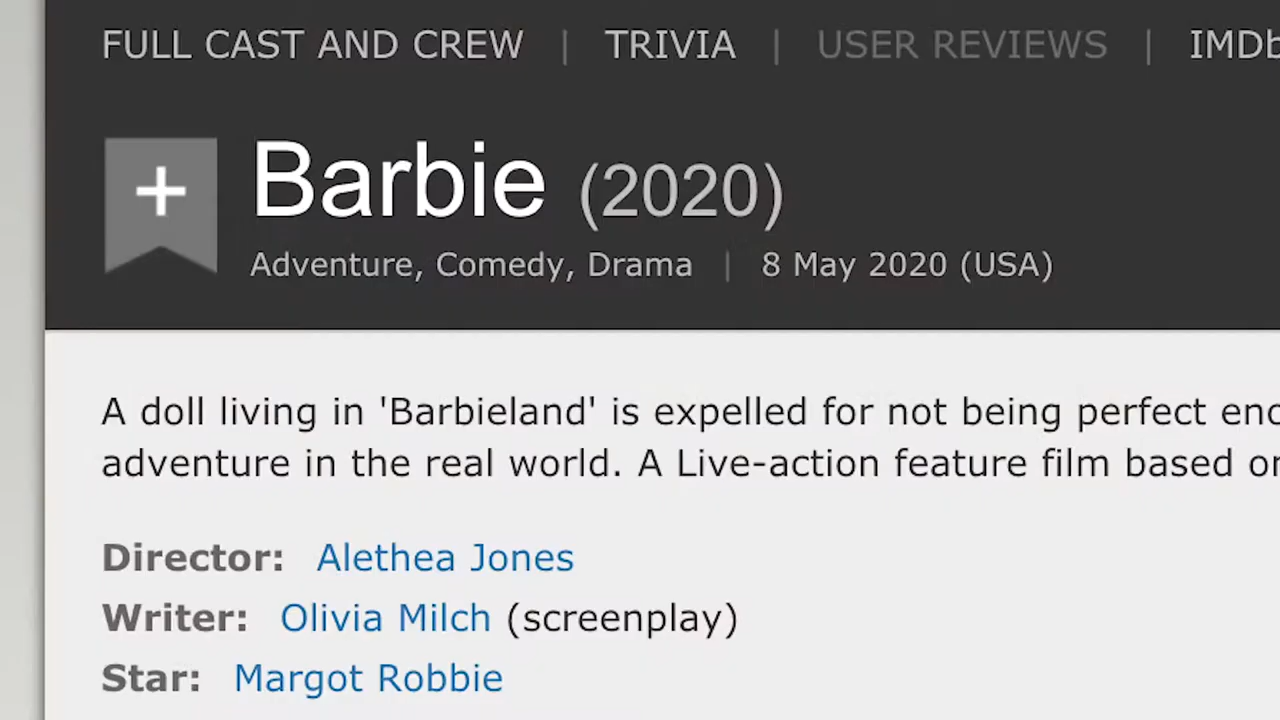 FULL CAST AND CREW | TRIVIA | USER REVIEWS |
Barbie (2020)
Adventure, Comedy, Drama | 8 May 2020 (USA)
A doll living in 'Barbieland' is expelled for not being perfect
adventure in the real world. A Live-action feature film based
Director: Alethea Jones
Writer: Olivia Milch (screenplay)
Star: Margot Robbie